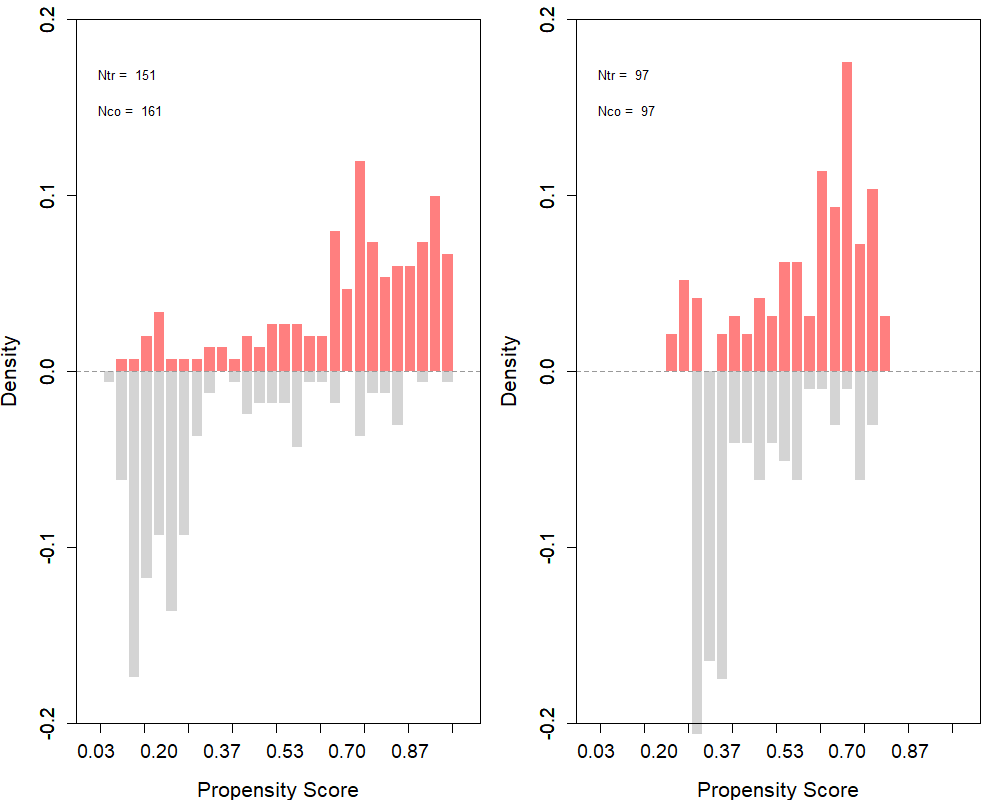 0.2
0.1
0.0
-0.1
-0.2
Density
Ntr = 151
Nco = 161
0.03 0.20 0.37 0.53 0.70 0.87
Propensity Score
0.2
0.1
0.0
-0.1
-0.2
Density
Ntr = 97
Nco = 97
0.03 0.20 0.37 0.53 0.70 0.87
Propensity Score